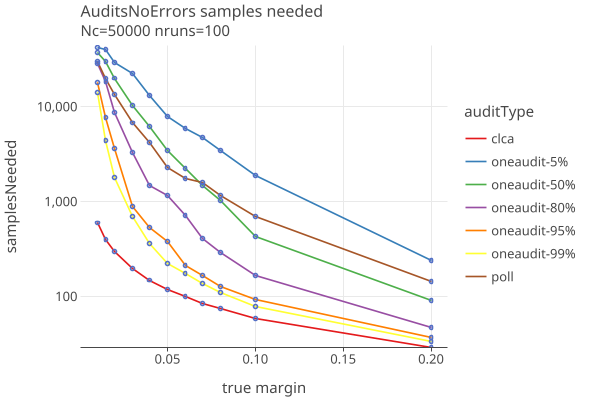 AuditsNoErrors samples needed
Nc=50000 nruns=100
samplesNeeded
10,000
1,000
100
0.05
0.10
0.15
0.20
true margin
auditType
clca
oneaudit-5%
oneaudit-50%
oneaudit-80%
oneaudit-95%
oneaudit-99%
poll